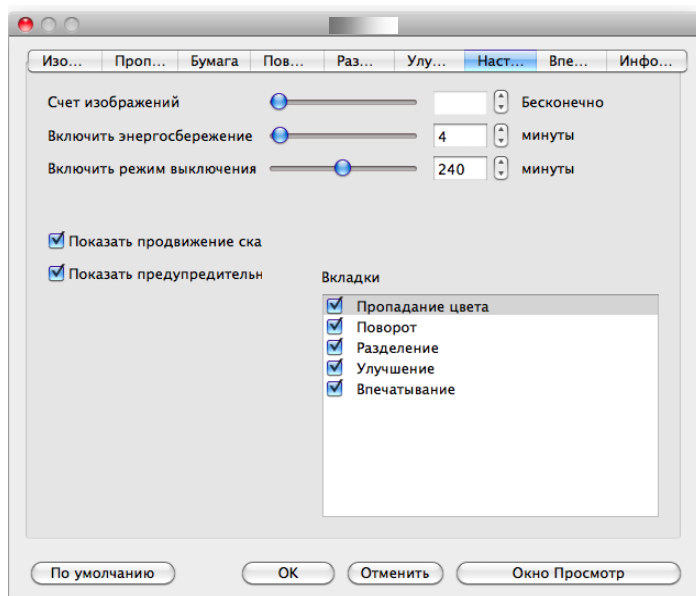 Изо... Проп... Бумага Пов... Раз... Улу... Наст... Впе... Инфо...
Счет изображений Бесконечно
Включить энергосбережение 4 минуты
Включить режим выключения 240 минуты
Показать продвижение ска
Показать предупредительн
Вкладки
Пропадание цвета
Поворот
Разделение
Улучшение
Впечатывание
По умолчанию OK Отменить Окно Просмотр